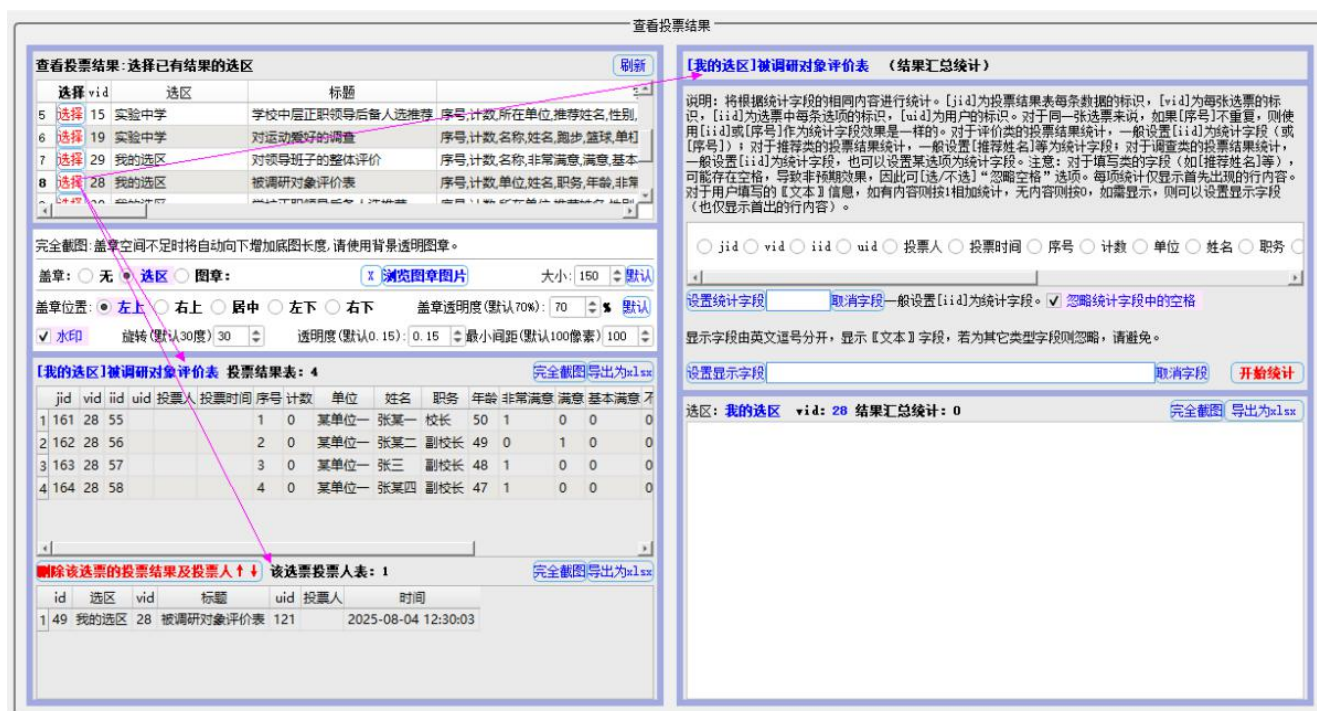 查看投票结果
查看投票结果:选择已有结果的选区 刷新
选择 vid 选区 标题
5 选择 15 实验中学 学校中层正职领导后备人选推荐 序号,计数,所在单位,推荐姓名,性别,
6 选择 19 实验中学 对运动爱好的调查 序号,计数,名称,姓名,跑步,篮球,单杠
7 选择 29 我的选区 对领导班子的整体评价 序号,计数,名称,非常满意,满意,基本
8 选择 28 我的选区 被调研对象评价表 序号,计数,单位,姓名,职务,年龄,非常
完全截图:盖章空间不足时将自动向下增加底图长度,请使用背景透明图章。
盖章: 无 选区 图章: X 浏览图章图片 大小: 150 默认
盖章位置: 左上 右上 居中 左下 右下 盖章透明度(默认70%): 70 % 默认
水印 旋转(默认30度) 30 透明度(默认0.15): 0.15 最小间距(默认100像素) 100
[我的选区]被调研对象评价表 投票结果表: 4 完全截图 导出为xlsx
jid vid iid uid 投票人 投票时间 序号 计数 单位 姓名 职务 年龄 非常满意 满意 基本满意 不
1 161 28 55 1 0 某单位一 张某一 校长 50 1 0 0 0
2 162 28 56 2 0 某单位一 张某二 副校长 49 0 1 0 0
3 163 28 57 3 0 某单位一 张三 副校长 48 1 0 0 0
4 164 28 58 4 0 某单位一 张某四 副校长 47 1 0 0 0
删除该选票的投票结果及投票人↑↓ 该选票投票人表: 1 完全截图 导出为xlsx
id 选区 vid 标题 uid 投票人 时间
1 49 我的选区 28 被调研对象评价表 121 2025-08-04 12:30:03
[我的选区]被调研对象评价表 (结果汇总统计)
说明: 将根据统计字段的相同内容进行统计。[jid]为投票结果表每条数据的标识, [vid]为每张选票的标
识, [iid]为选票中每条选项的标识, [uid]为用户的标识。对于同一张选票来说, 如果[序号]不重复, 则使
用[iid]或[序号]作为统计字段效果是一样的。对于评价类的投票结果统计, 一般设置[iid]为统计字段(或
[序号]); 对于推荐类的投票结果统计, 一般设置[推荐姓名]等为统计字段; 对于调查类的投票结果统计,
一般设置[iid]为统计字段, 也可以设置某选项为统计字段。注意: 对于填写类的字段(如[推荐姓名]等),
可能存在空格, 导致非预期效果, 因此可[选/不选]“忽略空格”选项。每项统计仅显示首先出现的行内容。
对于用户填写的〖文本〗信息, 如有内容则按1相加统计, 无内容则按0, 如需显示, 则可以设置显示字段
(也仅显示首出的行内容)。
jid vid iid uid 投票人 投票时间 序号 计数 单位 姓名 职务
设置统计字段 取消字段 一般设置[iid]为统计字段。 忽略统计字段中的空格
显示字段由英文逗号分开, 显示〖文本〗字段, 若为其它类型字段则忽略, 请避免。
设置显示字段 取消字段 开始统计
选区: 我的选区 vid: 28 结果汇总统计: 0 完全截图 导出为xlsx